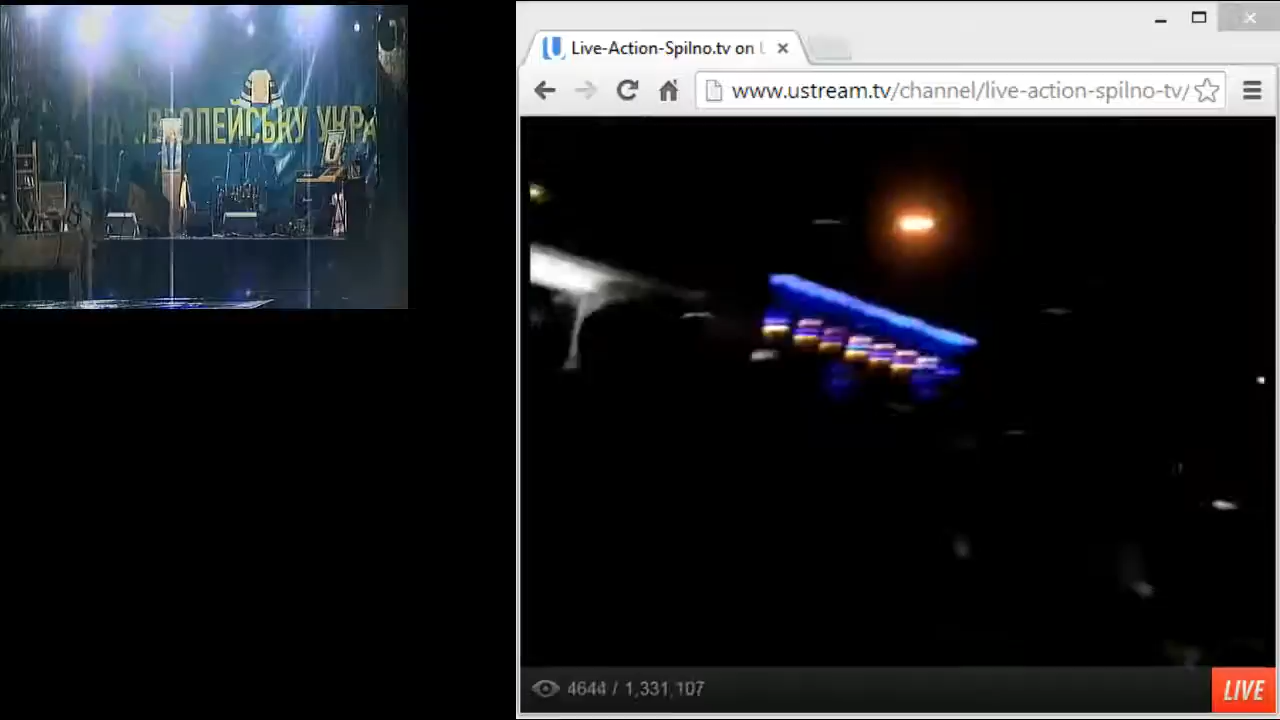 ЕВРОПЕЙСЬКУ УКРА
Live-Action-Spilno.tv on
www.ustream.tv/channel/live-action-spilno-tv/
4644 / 1,331,107
LIVE